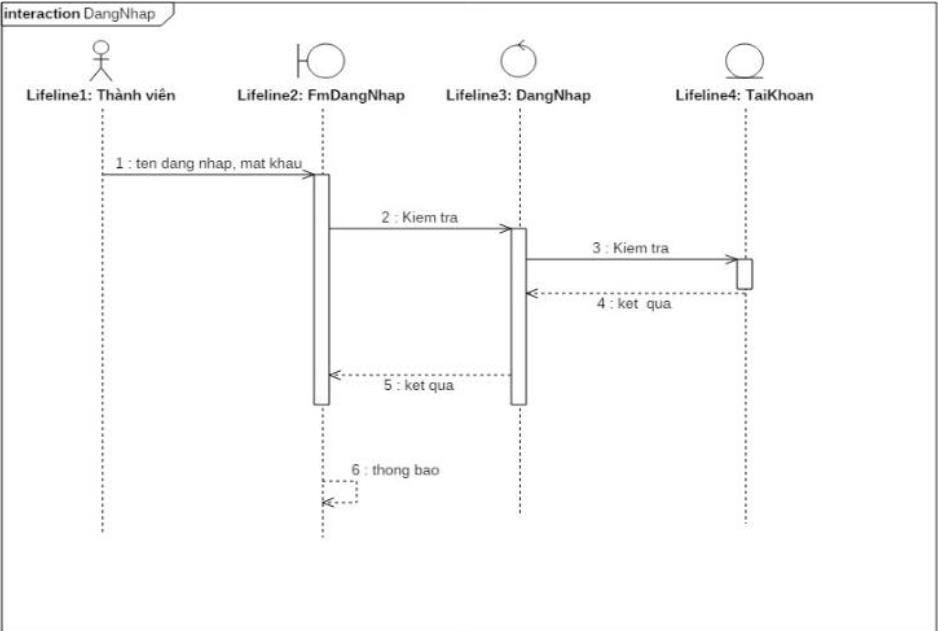 interaction DangNhap
Lifeline1: Thành viên
Lifeline2: FmDangNhap
Lifeline3: DangNhap
Lifeline4: TaiKhoan
1 : ten dang nhap, mat khau
2 : Kiem tra
3 : Kiem tra
4 : ket qua
5 : ket qua
6 : thong bao